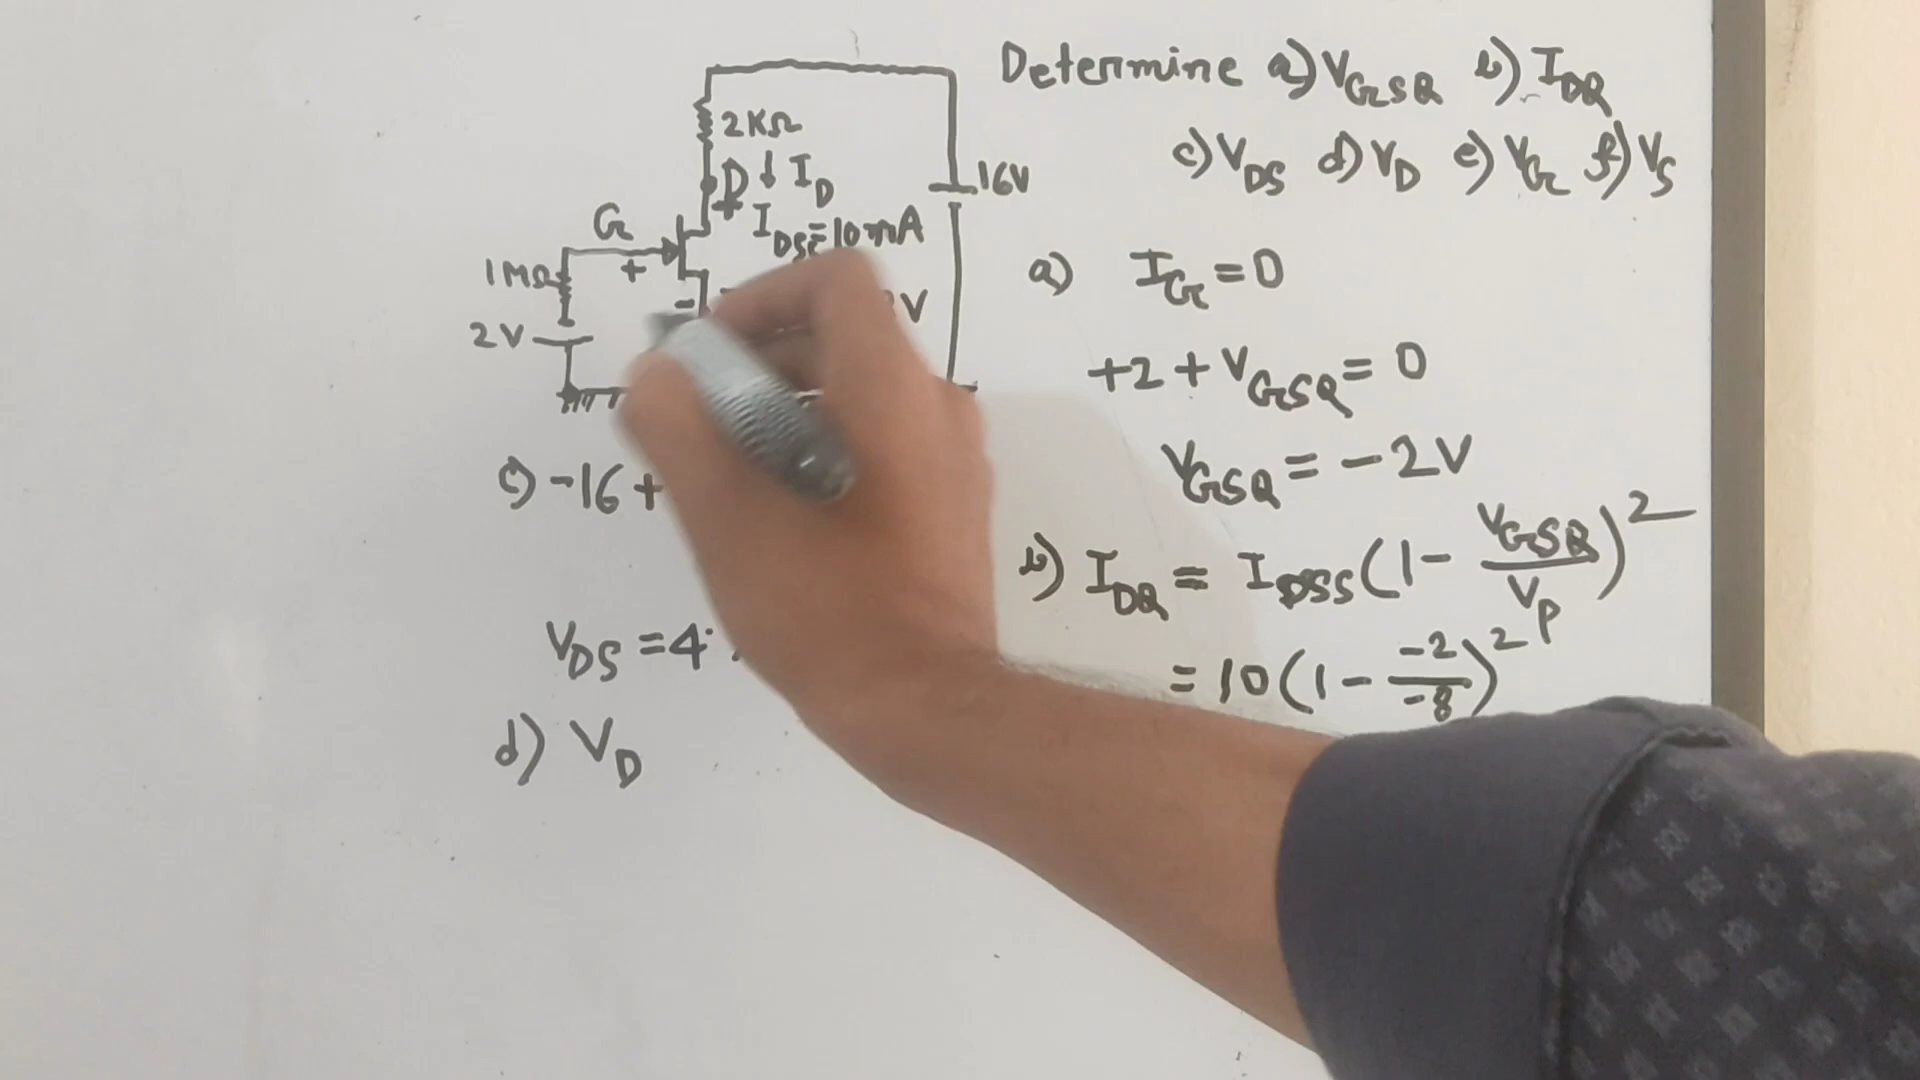 Determine a) VGSQ b) IDQ
c) VDS d) VD e) VG f) VS
2KΩ
D ↓ ID
+
16V
IDSS=10mA
G
+
1MΩ
-
V
2V
a) IG = 0
+2 + VGSQ = 0
VGSQ = -2V
b) IDQ = IDSS(1 - VGSQ/VP)²
= 10(1 - -2/-8)²
c) -16 +
VDS = 4.
d) VD